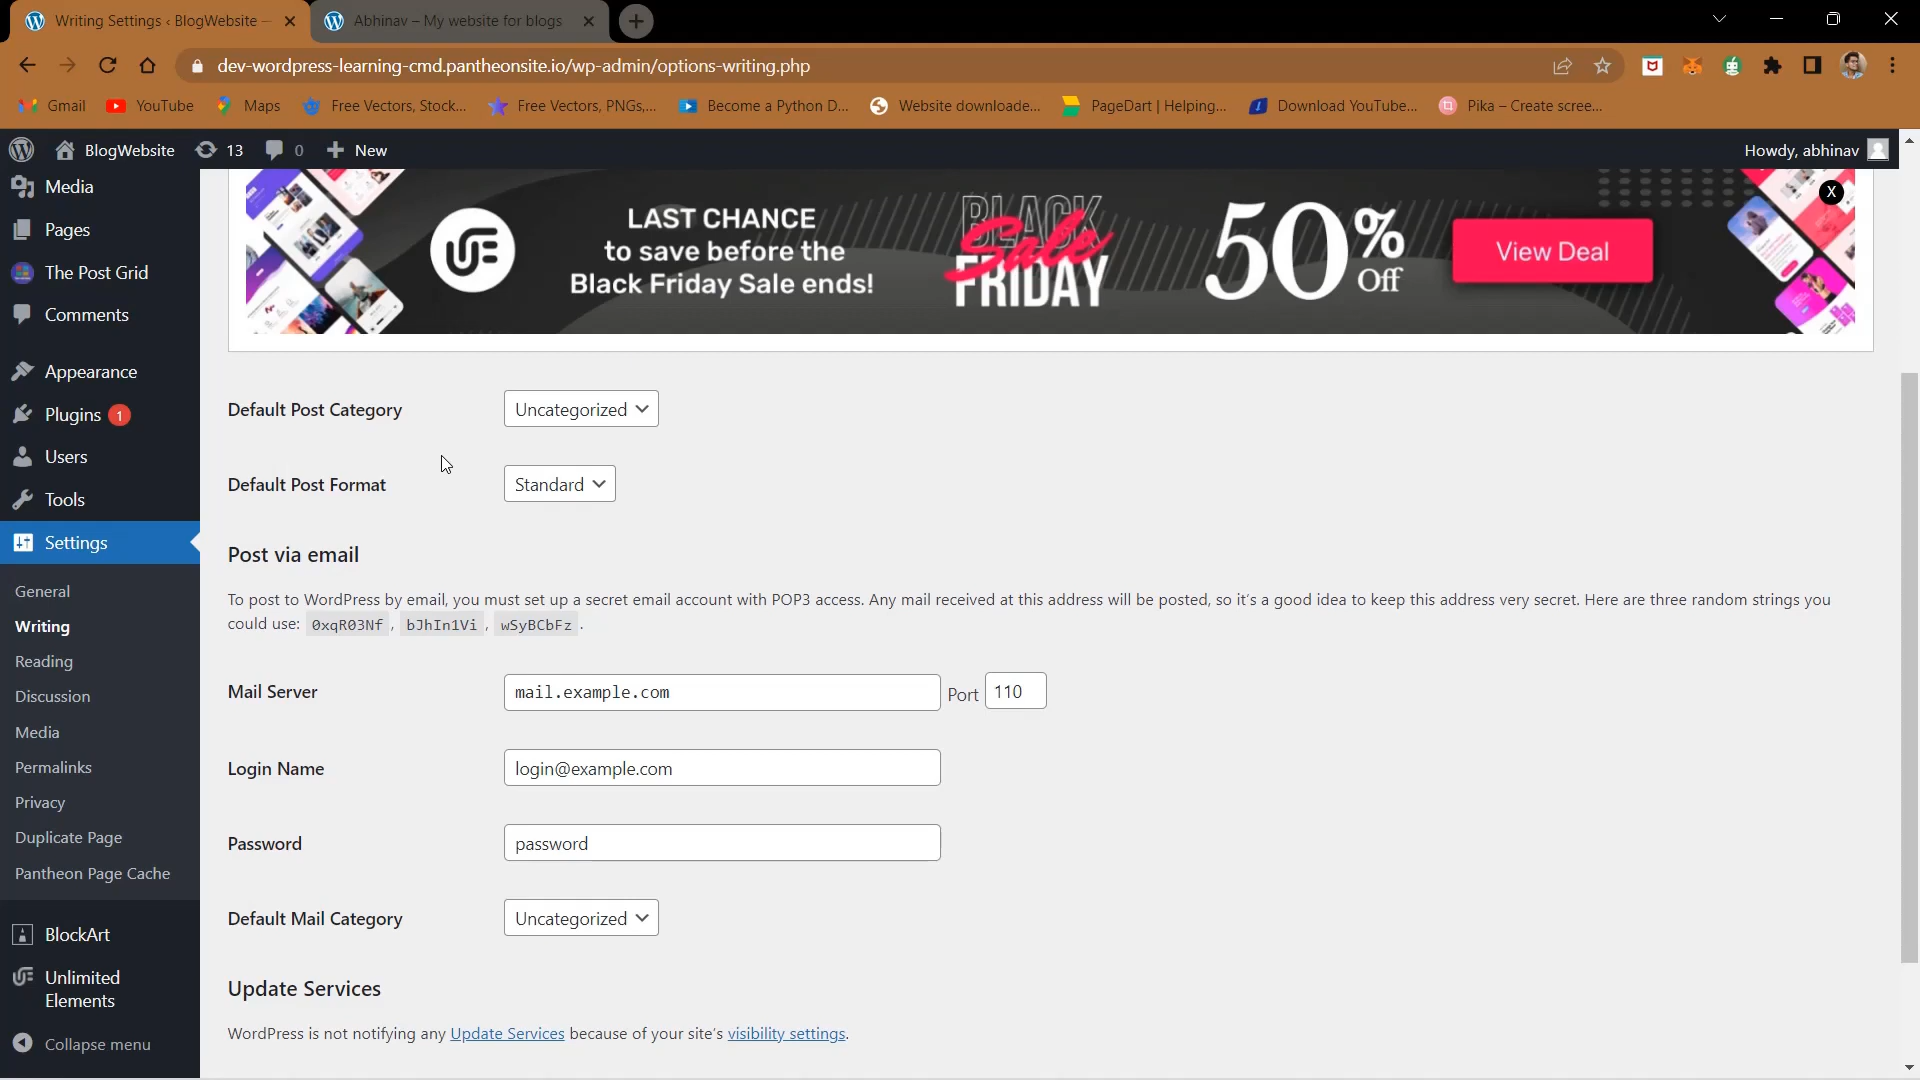 Writing Settings ‹ BlogWebsite —
Abhinav – My website for blogs
dev-wordpress-learning-cmd.pantheonsite.io/wp-admin/options-writing.php
Gmail
YouTube
Maps
Free Vectors, Stock...
Free Vectors, PNGs,...
Become a Python D...
Website downloade...
PageDart | Helping...
Download YouTube...
Pika – Create scree...
BlogWebsite
13
0
New
Howdy, abhinav
Media
Pages
The Post Grid
Comments
Appearance
Plugins 1
Users
Tools
Settings
General
Writing
Reading
Discussion
Media
Permalinks
Privacy
Duplicate Page
Pantheon Page Cache
BlockArt
Unlimited
Elements
Collapse menu
LAST CHANCE
to save before the
Black Friday Sale ends!
BLACK
Sale
FRIDAY
50%
Off
View Deal
X
Default Post Category
Uncategorized
Default Post Format
Standard
Post via email
To post to WordPress by email, you must set up a secret email account with POP3 access. Any mail received at this address will be posted, so it's a good idea to keep this address very secret. Here are three random strings you
could use: 0xqR03Nf , bJhIn1Vi , wSyBCbFz .
Mail Server
mail.example.com
Port 110
Login Name
login@example.com
Password
password
Default Mail Category
Uncategorized
Update Services
WordPress is not notifying any Update Services because of your site's visibility settings.